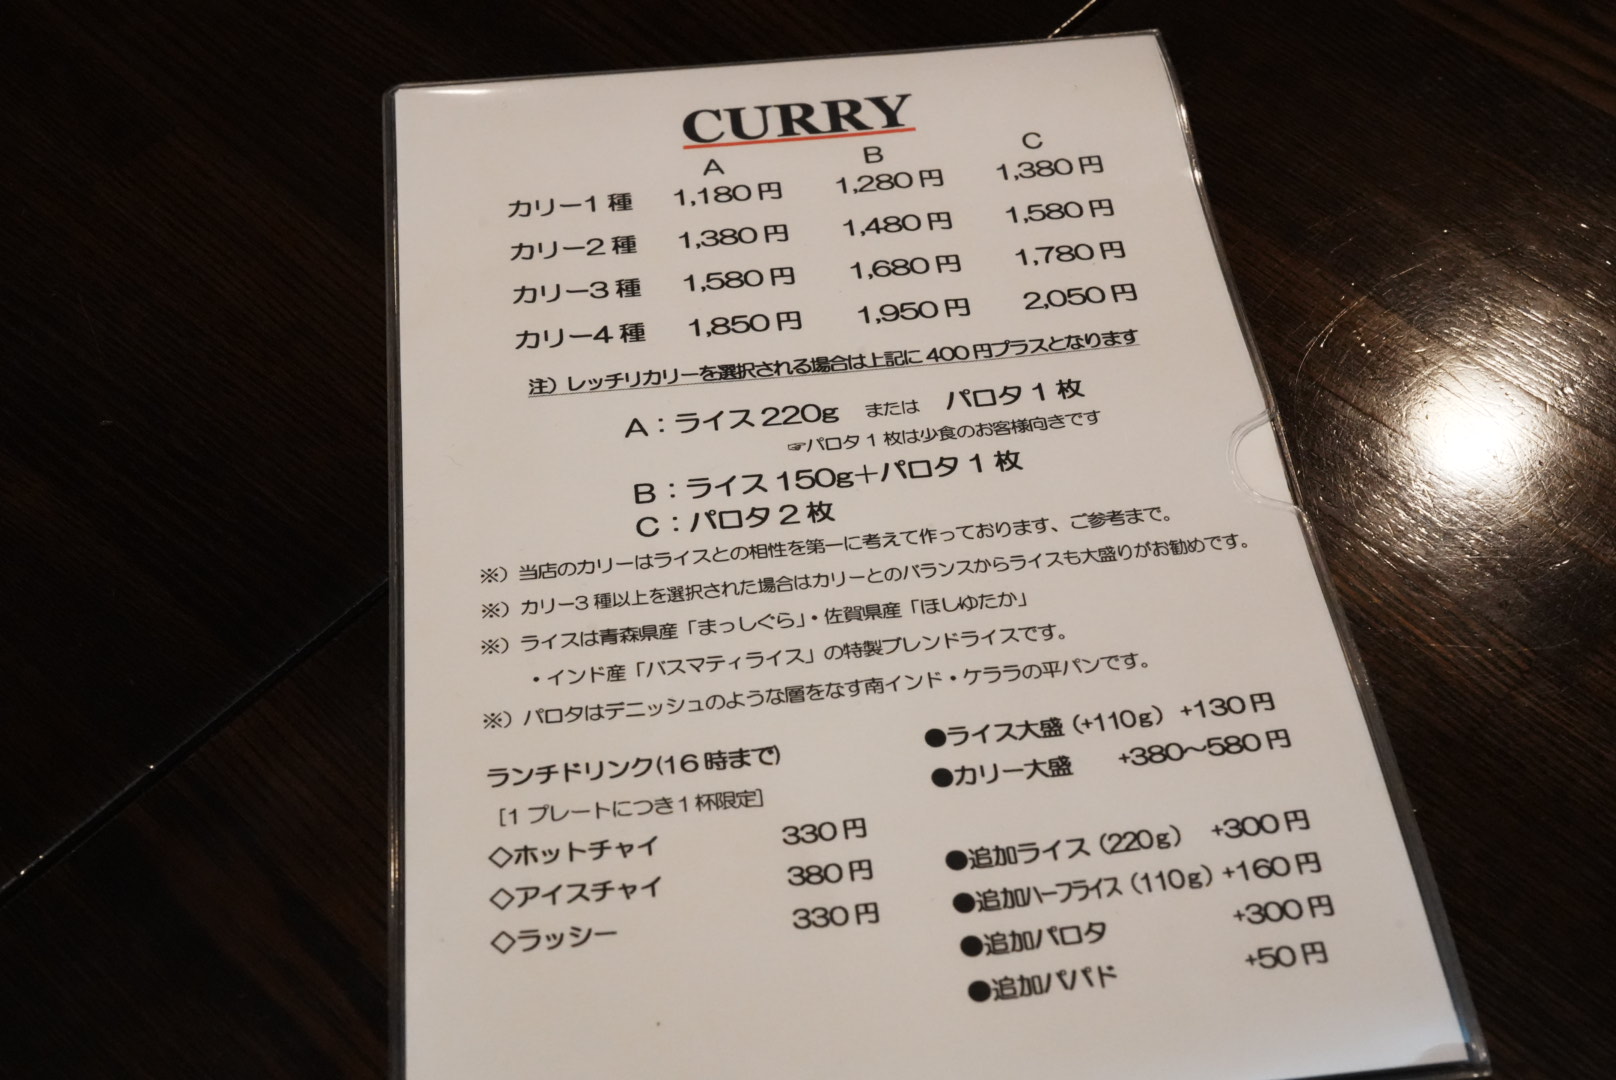 CURRY
A B C
カリー1種 1,180円 1,280円 1,380円
カリー2種 1,380円 1,480円 1,580円
カリー3種 1,580円 1,680円 1,780円
カリー4種 1,850円 1,950円 2,050円
注）レッチリカリーを選択される場合は上記に400円プラスとなります
A：ライス220g または パロタ1枚
☞パロタ1枚は少食のお客様向きです
B：ライス150g＋パロタ1枚
C：パロタ2枚
※）当店のカリーはライスとの相性を第一に考えて作っております、ご参考まで。
※）カリー3種以上を選択された場合はカリーとのバランスからライスも大盛りがお勧めです。
※）ライスは青森県産「まっしぐら」・佐賀県産「ほしゆたか」
・インド産「バスマティライス」の特製ブレンドライスです。
※）パロタはデニッシュのような層をなす南インド・ケララの平パンです。
ランチドリンク(16時まで)
[1プレートにつき1杯限定]
◇ホットチャイ 330円
◇アイスチャイ 380円
◇ラッシー 330円
●ライス大盛（+110g） +130円
●カリー大盛 +380～580円
●追加ライス（220g） +300円
●追加ハーフライス（110g） +160円
●追加パロタ +300円
●追加パパド +50円